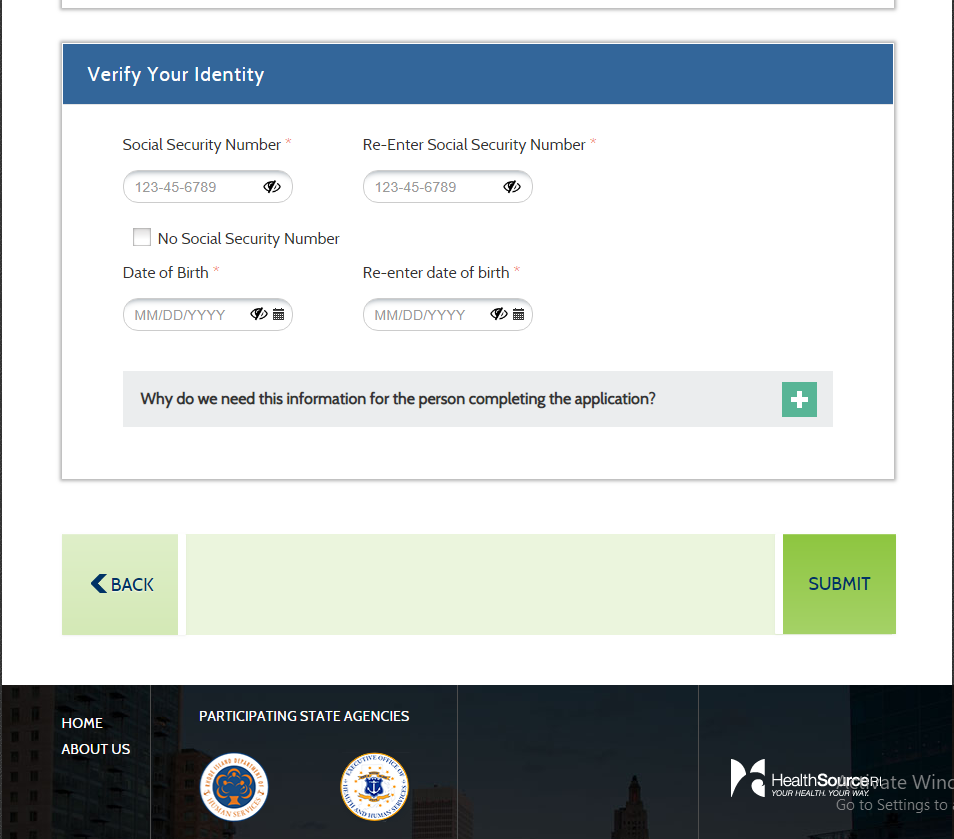 Verify Your Identity
Social Security Number *
Re-Enter Social Security Number *
123-45-6789
123-45-6789
No Social Security Number
Date of Birth *
Re-enter date of birth *
MM/DD/YYYY
MM/DD/YYYY
Why do we need this information for the person completing the application?
BACK
SUBMIT
HOME
ABOUT US
PARTICIPATING STATE AGENCIES
RHODE ISLAND DEPARTMENT OF HUMAN SERVICES
EXECUTIVE OFFICE OF HEALTH AND HUMAN SERVICES
HealthSourceRI
YOUR HEALTH. YOUR WAY.
Activate Wind
Go to Settings to a